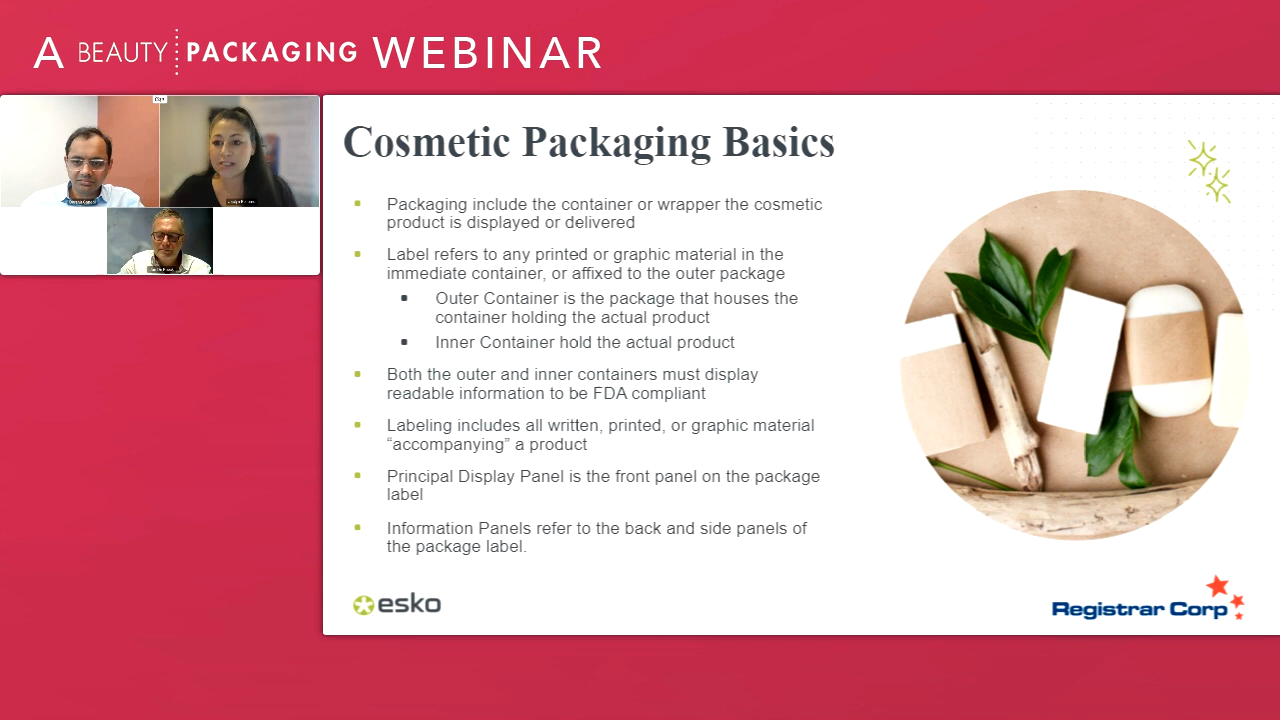 A BEAUTY PACKAGING WEBINAR
Cosmetic Packaging Basics
Packaging include the container or wrapper the cosmetic
product is displayed or delivered
Label refers to any printed or graphic material in the
immediate container, or affixed to the outer package
Outer Container is the package that houses the
container holding the actual product
Inner Container hold the actual product
Both the outer and inner containers must display
readable information to be FDA compliant
Labeling includes all written, printed, or graphic material
“accompanying” a product
Principal Display Panel is the front panel on the package
label
Information Panels refer to the back and side panels of
the package label.
esko
Registrar Corp